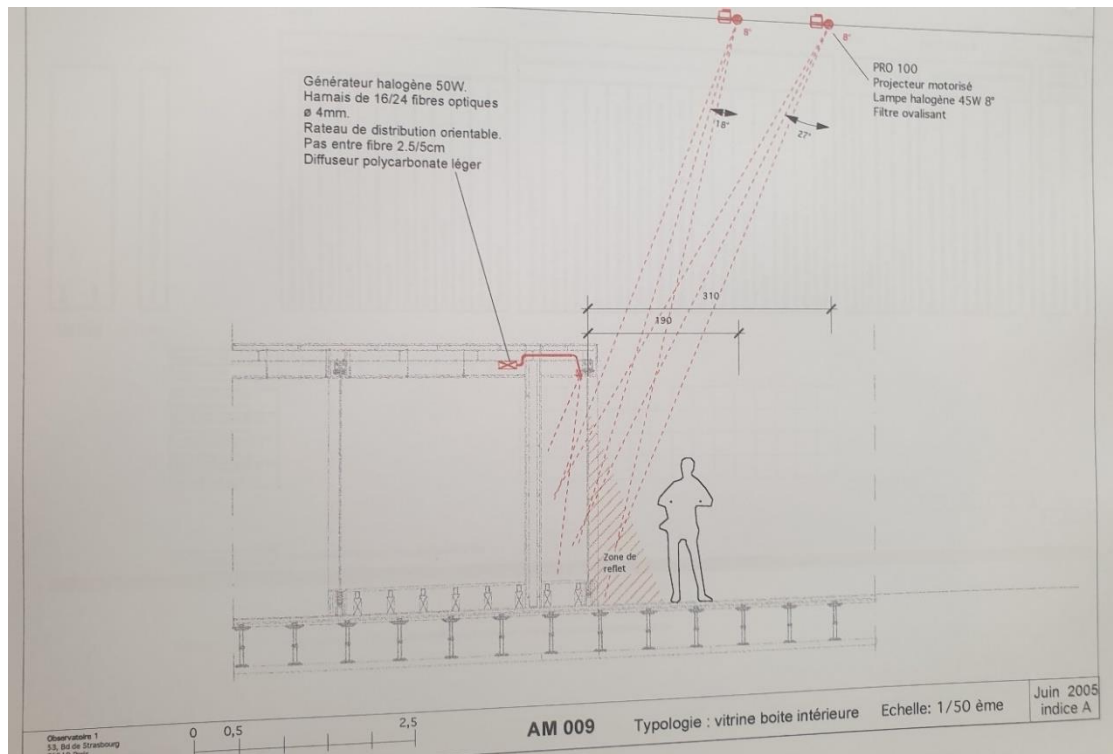 8°
8°
PRO 100
Projecteur motorisé
Lampe halogène 45W 8°
Filtre ovalisant
Générateur halogène 50W.
Harnais de 16/24 fibres optiques
ø 4mm.
Rateau de distribution orientable.
Pas entre fibre 2.5/5cm
Diffuseur polycarbonate léger
18°
27°
310
190
Zone de
reflet
Observatoire 1
53, Bd de Strasbourg
0 0,5 2,5
AM 009
Typologie : vitrine boite intérieure
Echelle: 1/50 ème
Juin 2005
indice A